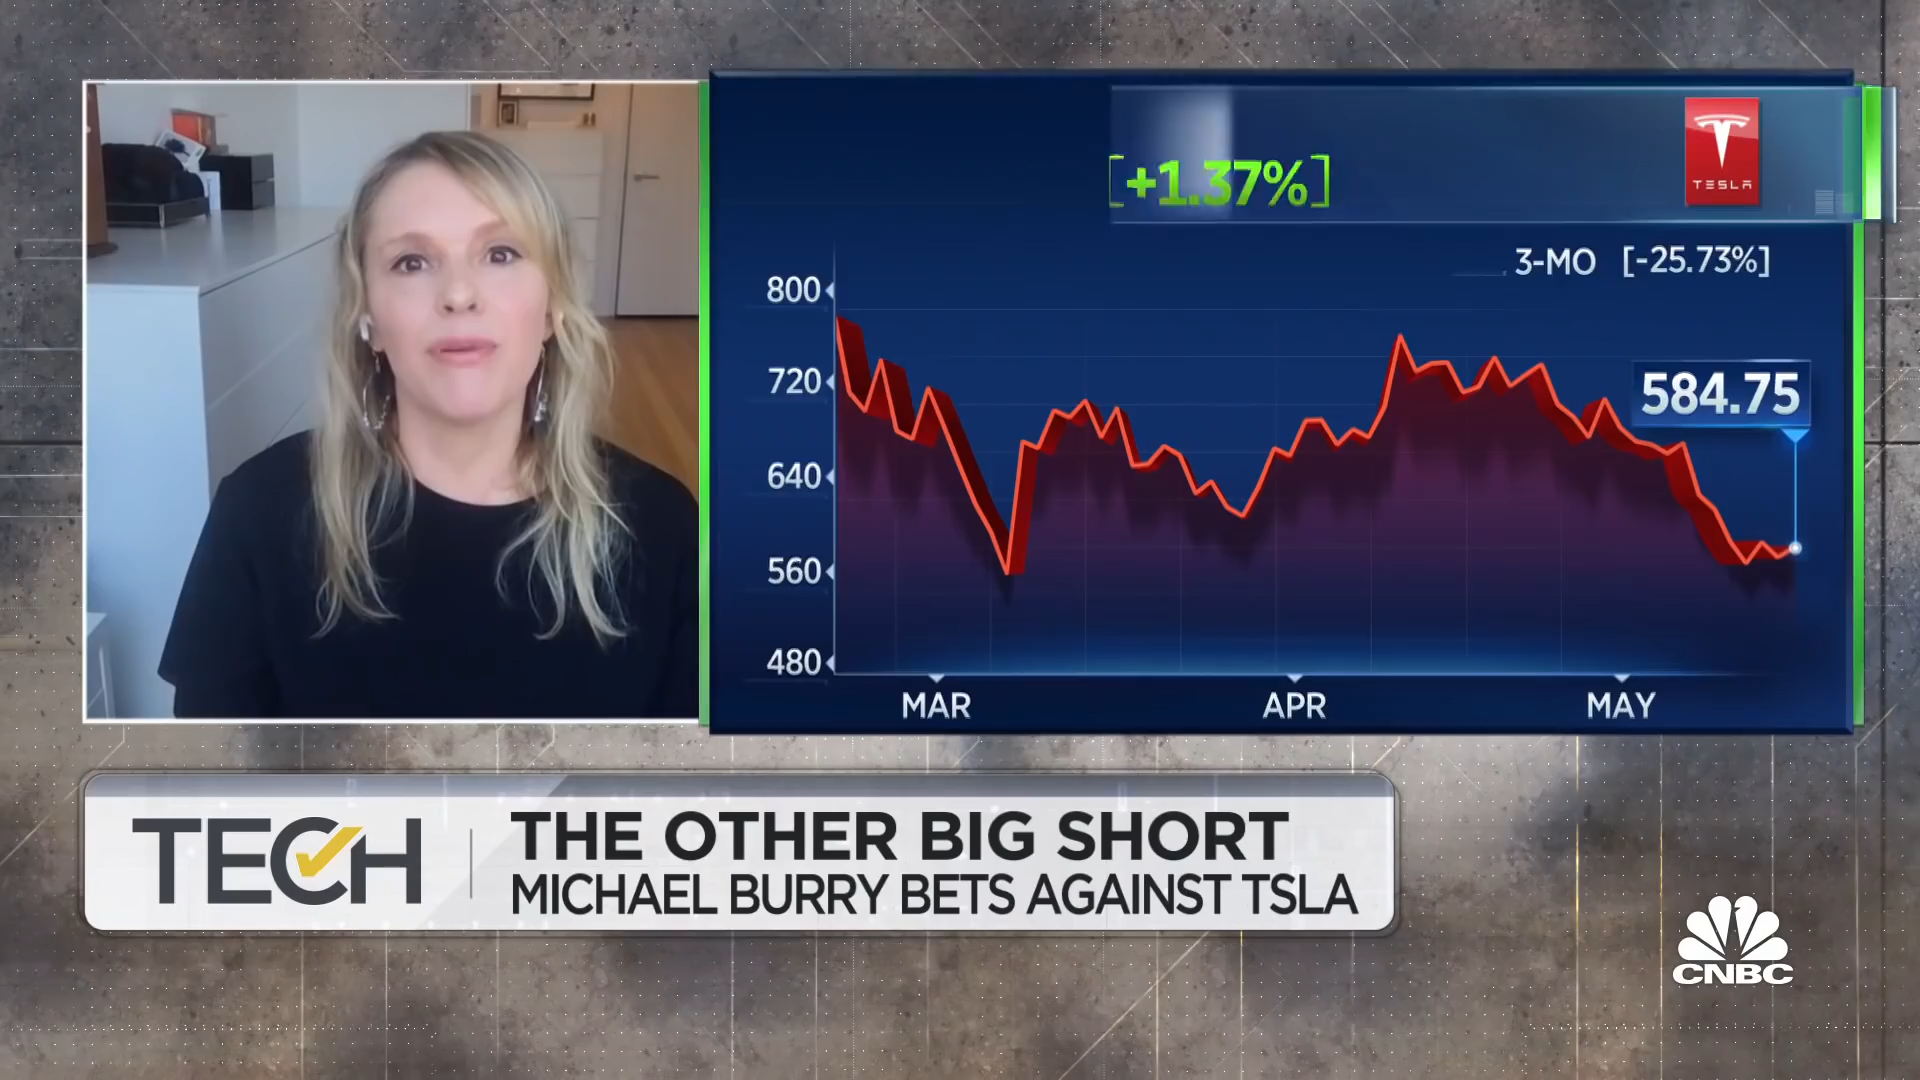 [+1.37%]
TESLA
3-MO [-25.73%]
800
720
640
560
480
584.75
MAR APR MAY
TECH
THE OTHER BIG SHORT
MICHAEL BURRY BETS AGAINST TSLA
CNBC